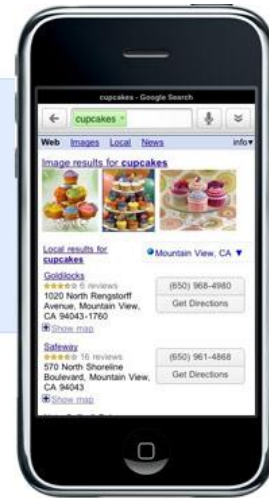 cupcakes - Google Search
cupcakes
Web Images Local News info▾
Image results for cupcakes
Local results for cupcakes
Mountain View, CA ▼
Goldilocks
6 reviews
1020 North Rengstorff
Avenue, Mountain View,
CA 94043-1760
Show map
(650) 968-4980
Get Directions
Safeway
16 reviews
570 North Shoreline
Boulevard, Mountain View,
CA 94043
Show map
(650) 961-4868
Get Directions